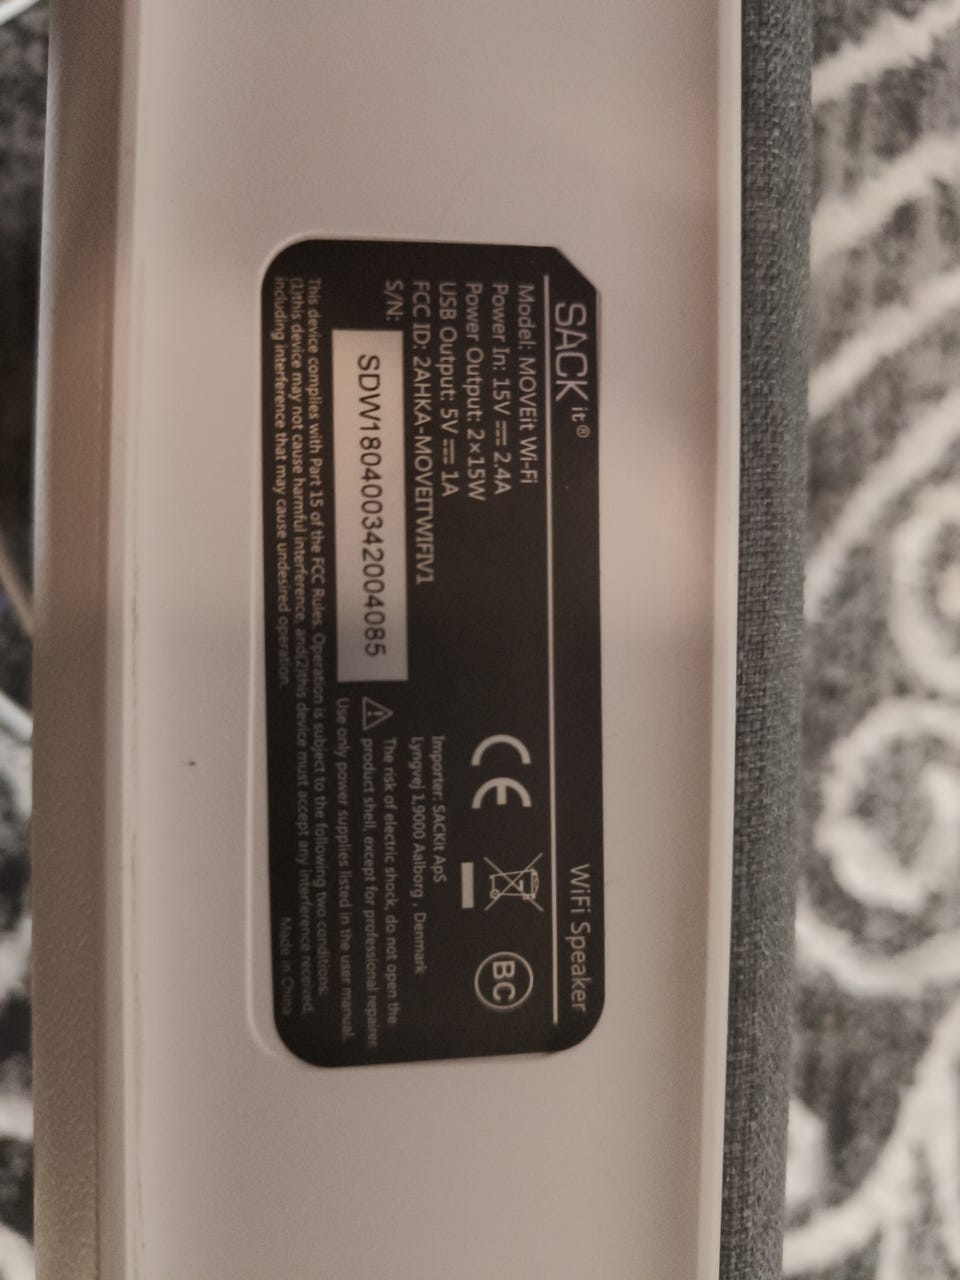 SACKit®
WiFi Speaker
Model: MOVEit Wi-Fi
Power In: 15V ⎓ 2.4A
Power Output: 2×15W
USB Output: 5V ⎓ 1A
FCC ID: 2AHKA-MOVEITWIFIV1
S/N: SDW180400342004085
CE
BC
Importer: SACKit ApS
Lyngvej 1,9000 Aalborg , Denmark
The risk of electric shock, do not open the
product shell, except for professional repairer.
Use only power supplies listed in the user manual.
This device complies with Part 15 of the FCC Rules. Operation is subject to the following two conditions:
(1)this device may not cause harmful interference, and(2)this device must accept any interference received,
including interference that may cause undesired operation.
Made in China